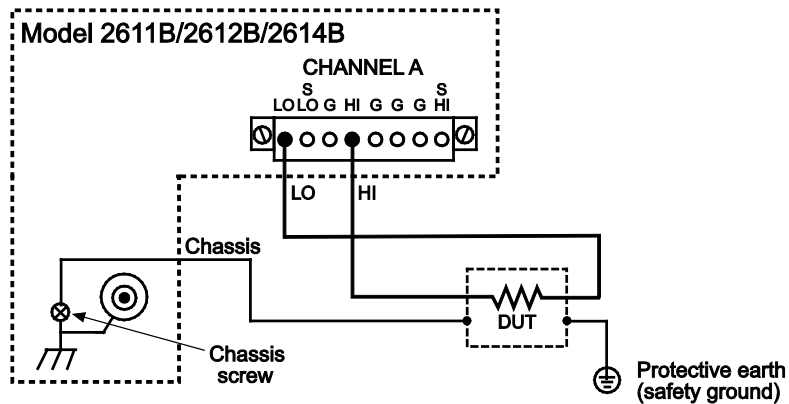 Model 2611B/2612B/2614B
CHANNEL A
S S
LO LO G HI G G G HI
LO HI
Chassis
DUT
Chassis
screw
Protective earth
(safety ground)